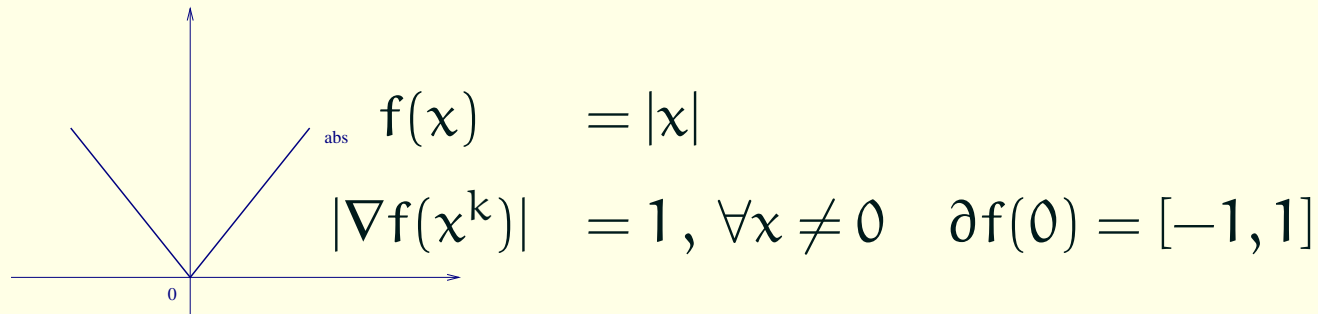 f(x) = |x|
abs
|∇f(x^k)| = 1, ∀x ≠ 0 ∂f(0) = [−1, 1]
0